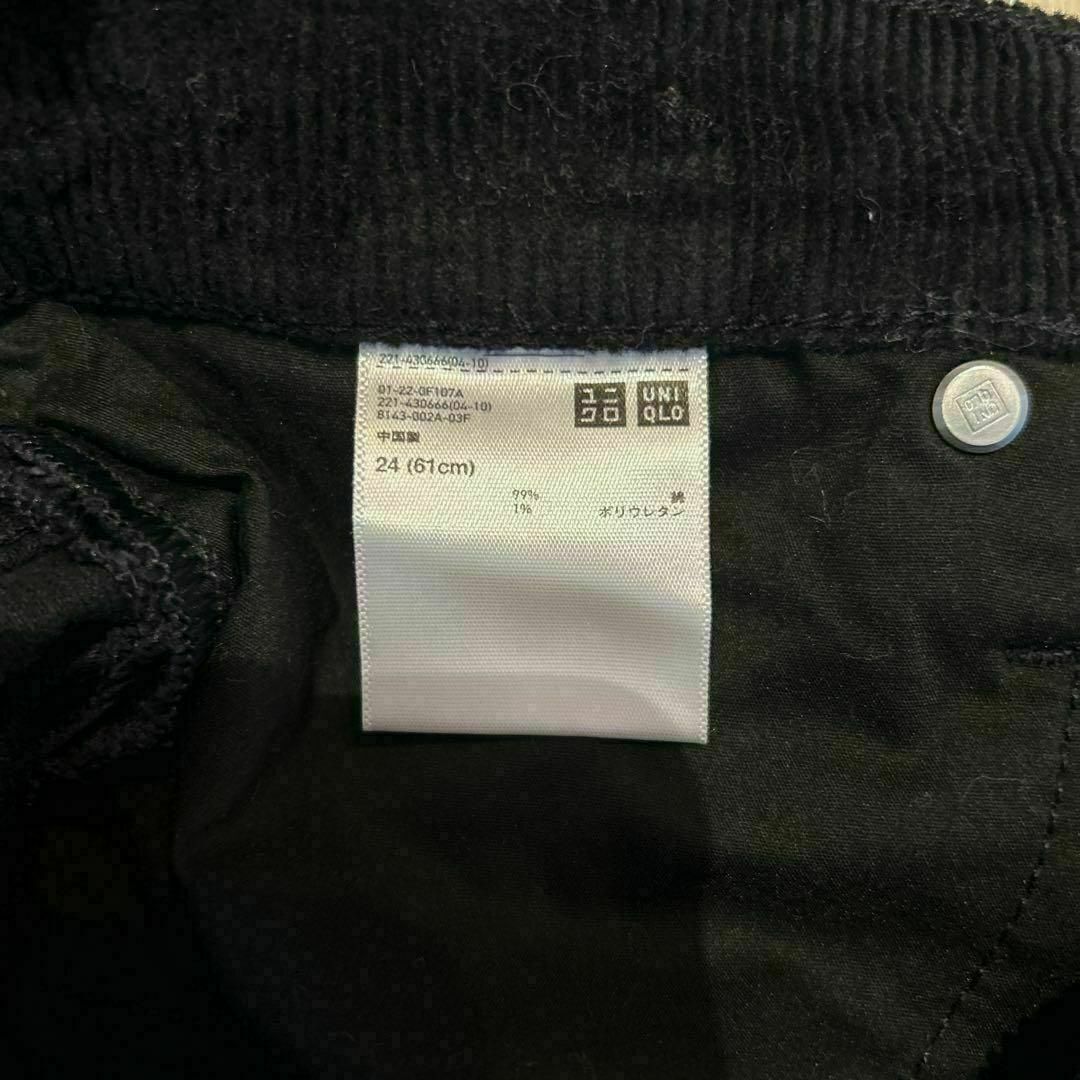 221-430666(04-10)
01-22-0F107A
221-430666(04-10)
8143-002A-03F
ユニ
クロ
UNI
QLO
中国製
24 (61cm)
99% 綿
1% ポリウレタン